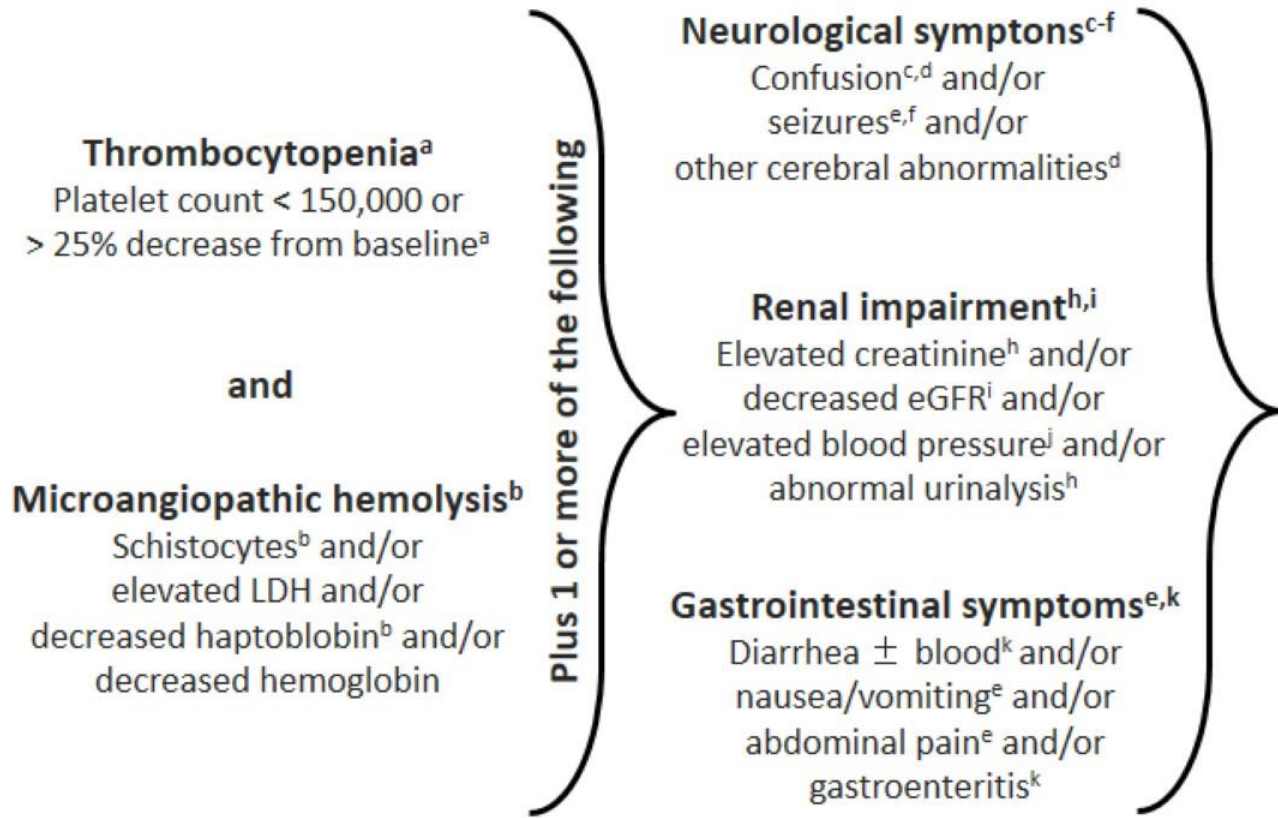 Thrombocytopeniaᵃ
Platelet count < 150,000 or
> 25% decrease from baselineᵃ
and
Microangiopathic hemolysisᵇ
Schistocytesᵇ and/or
elevated LDH and/or
decreased haptoblobinᵇ and/or
decreased hemoglobin
Plus 1 or more of the following
Neurological symptonsᶜ⁻ᶠ
Confusionᶜ,ᵈ and/or
seizuresᵉ,ᶠ and/or
other cerebral abnormalitiesᵈ
Renal impairmentʰ,ⁱ
Elevated creatinineʰ and/or
decreased eGFRⁱ and/or
elevated blood pressureʲ and/or
abnormal urinalysisʰ
Gastrointestinal symptomsᵉ,ᵏ
Diarrhea ± bloodᵏ and/or
nausea/vomitingᵉ and/or
abdominal painᵉ and/or
gastroenteritisᵏ